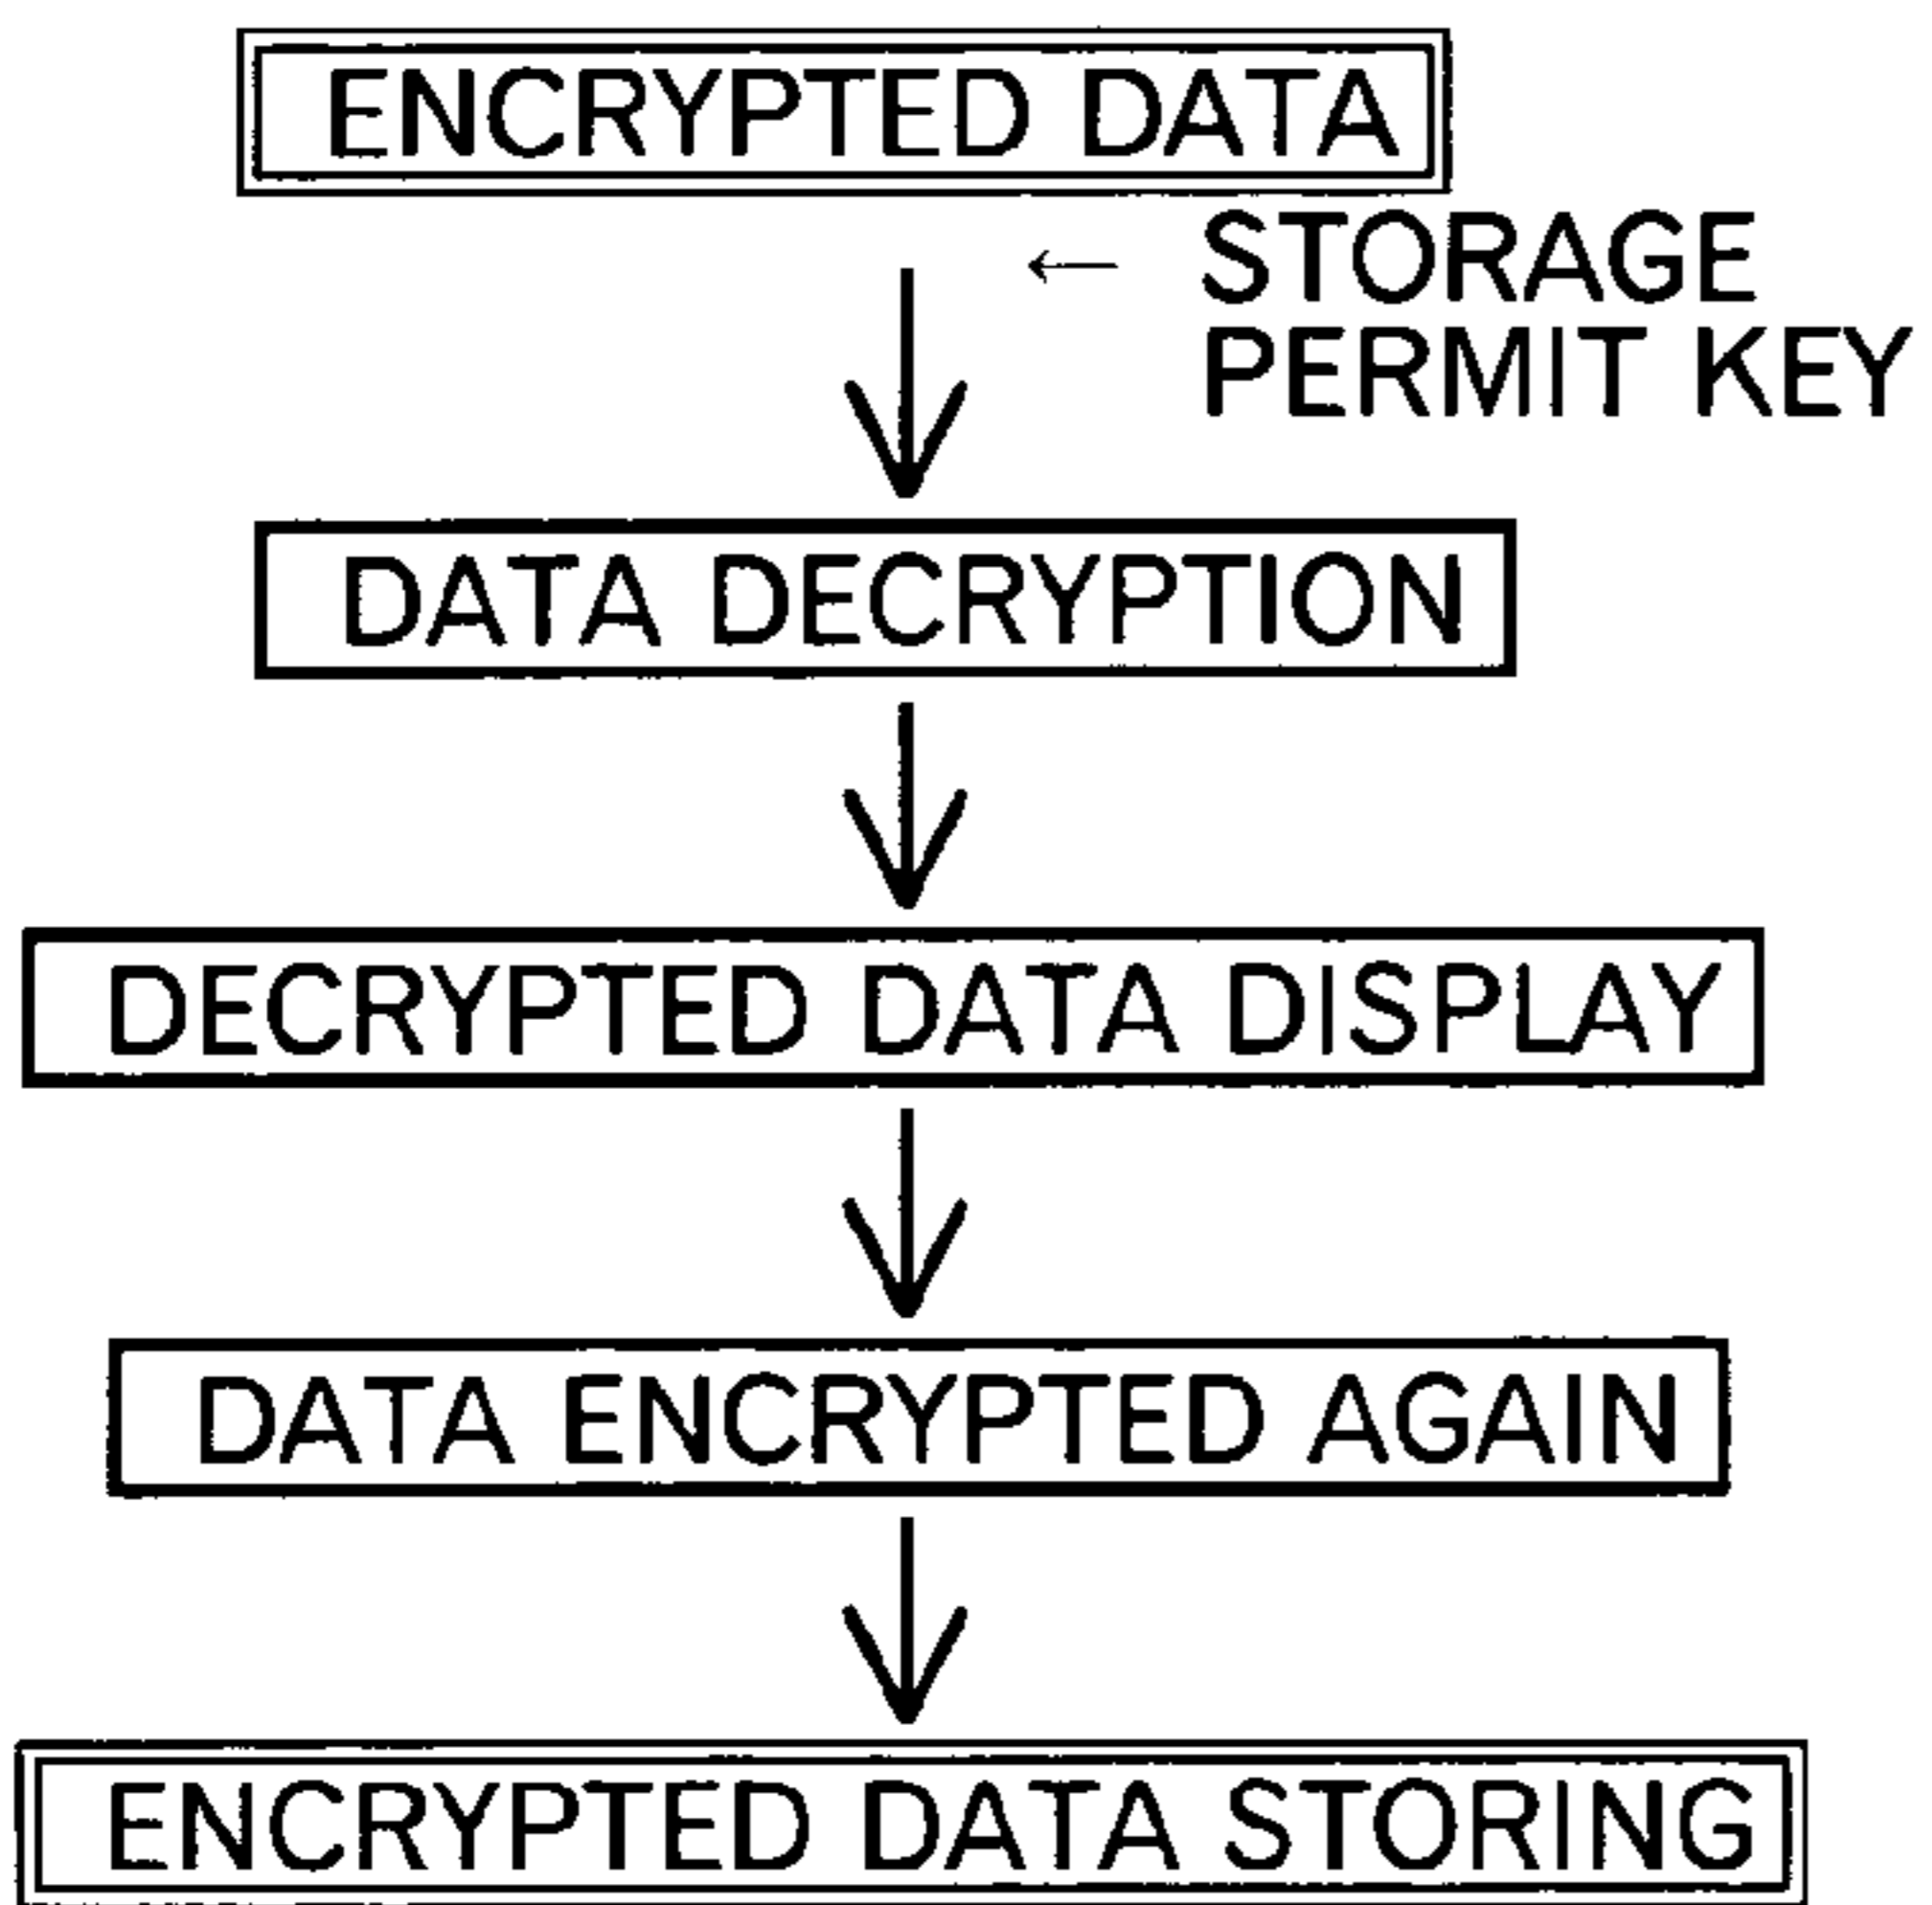 ENCRYPTED DATA
← STORAGE
PERMIT KEY
DATA DECRYPTION
DECRYPTED DATA DISPLAY
DATA ENCRYPTED AGAIN
ENCRYPTED DATA STORING